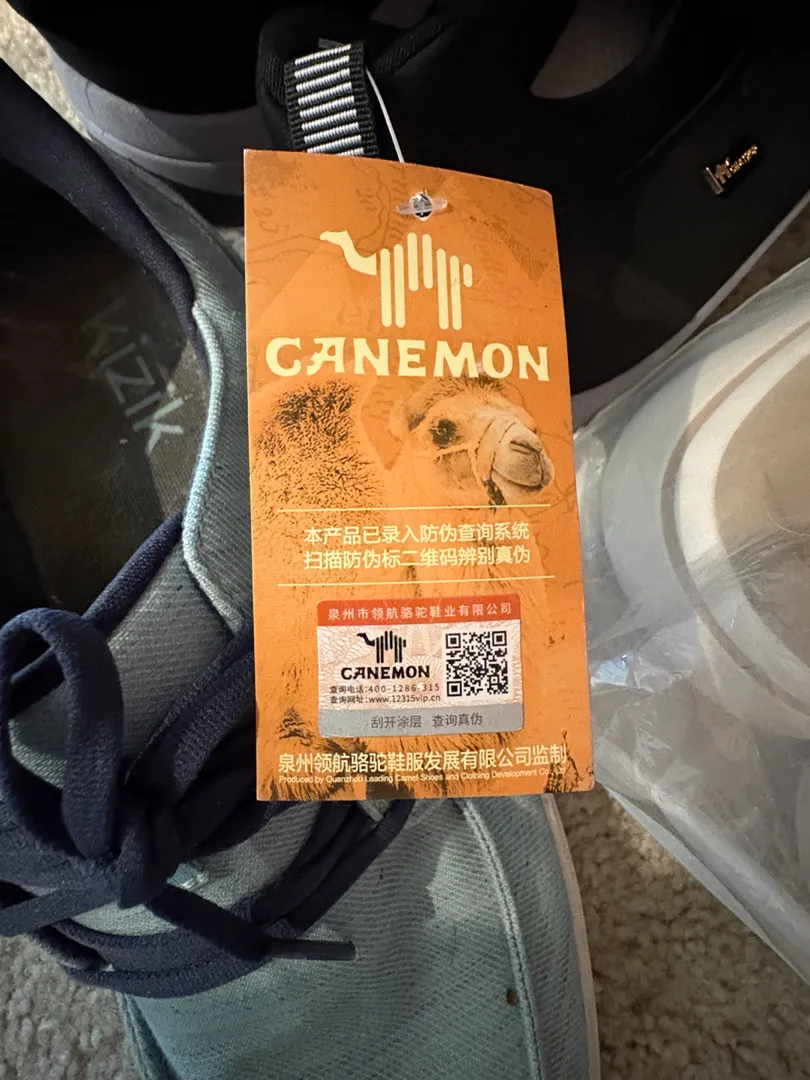 CANEMON
本产品已录入防伪查询系统
扫描防伪标二维码辨别真伪
泉州市领航骆驼鞋业有限公司
CANEMON
查询电话:400-1286-315
查询网址:www.12315vip.cn
刮开涂层 查询真伪
泉州领航骆驼鞋服发展有限公司监制
Produced by Quanzhou Leading Camel Shoes and Clothing Development Co., Ltd
KIZIK